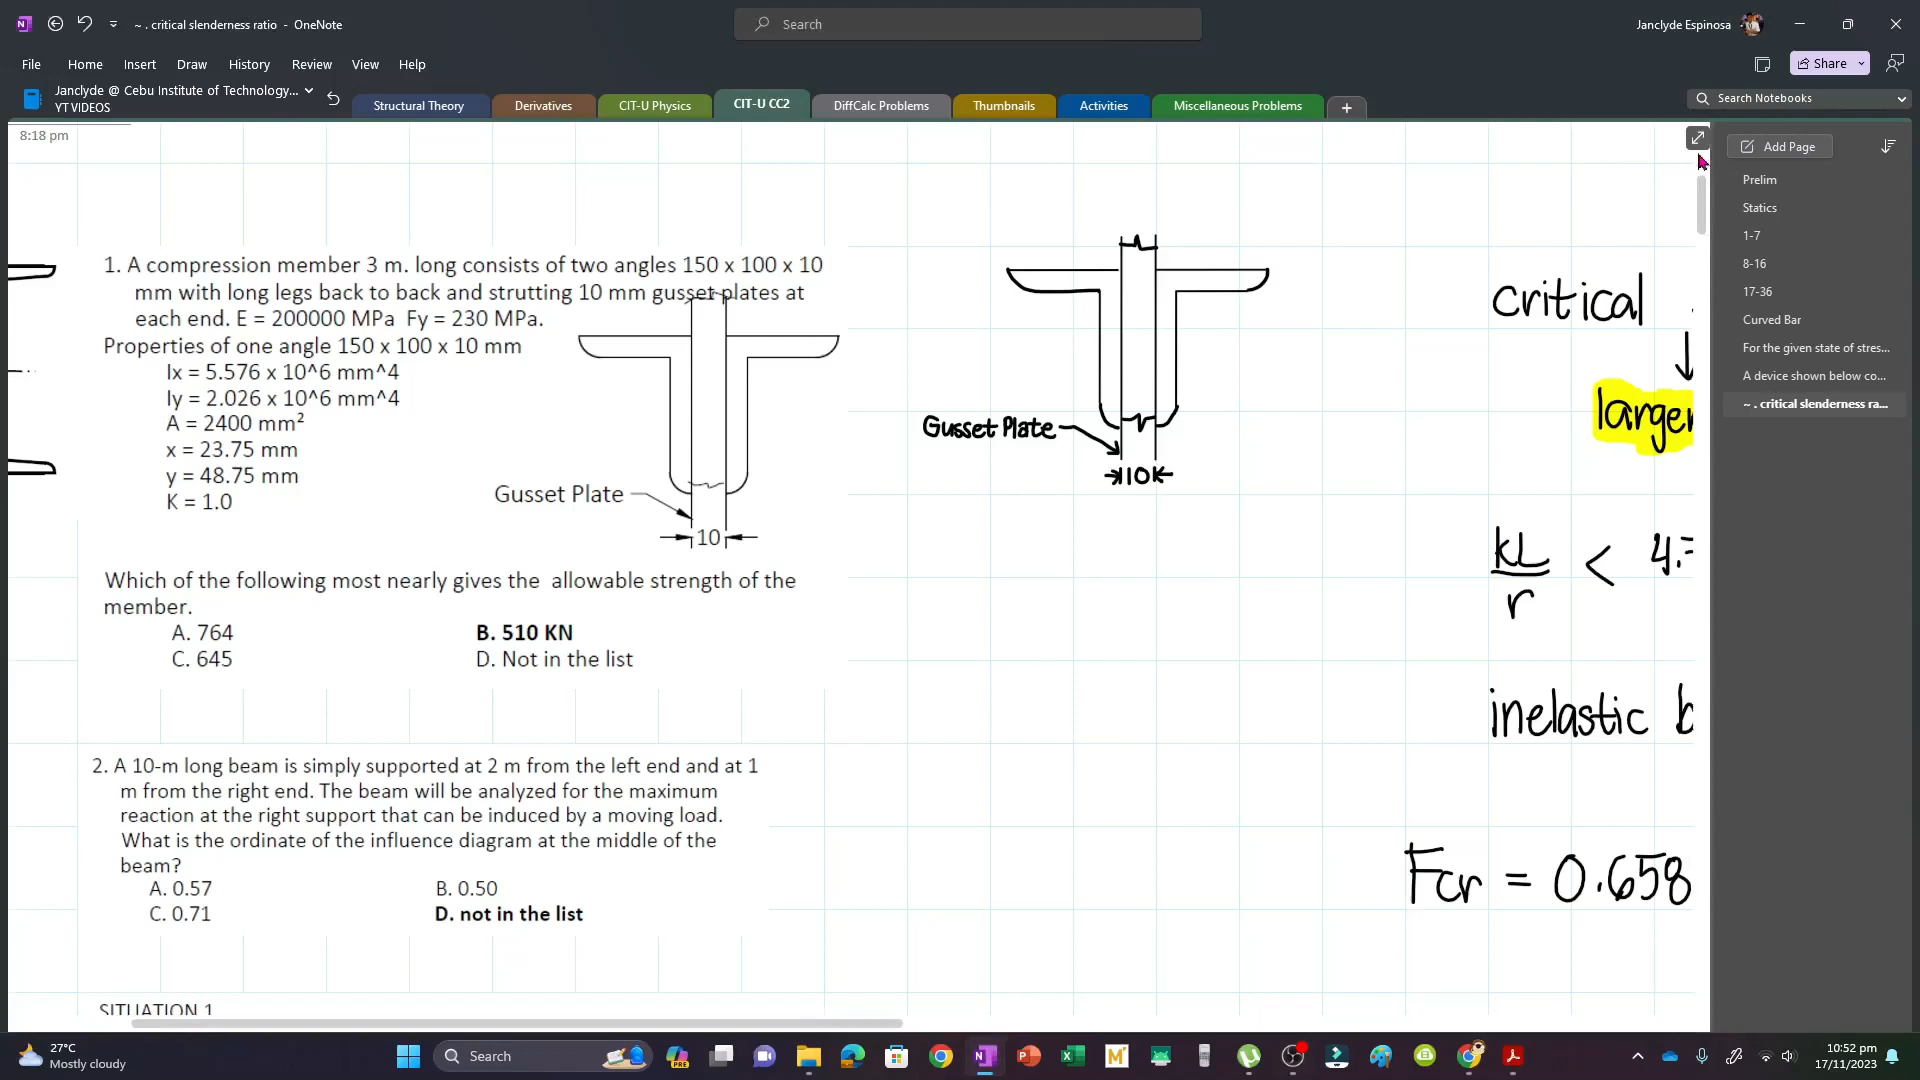 ~ . critical slenderness ratio - OneNote
Search
Janclyde Espinosa
File Home Insert Draw History Review View Help
Share
Janclyde @ Cebu Institute of Technology...
YT VIDEOS
Structural Theory Derivatives CIT-U Physics CIT-U CC2 DiffCalc Problems Thumbnails Activities Miscellaneous Problems +
Search Notebooks
8:18 pm
Add Page
Prelim
Statics
1-7
8-16
17-36
Curved Bar
For the given state of stres...
A device shown below co...
~ . critical slenderness ra...
1. A compression member 3 m. long consists of two angles 150 x 100 x 10
mm with long legs back to back and strutting 10 mm gusset plates at
each end. E = 200000 MPa Fy = 230 MPa.
Properties of one angle 150 x 100 x 10 mm
Ix = 5.576 x 10^6 mm^4
Iy = 2.026 x 10^6 mm^4
A = 2400 mm²
x = 23.75 mm
y = 48.75 mm
K = 1.0
Gusset Plate
10
Which of the following most nearly gives the allowable strength of the
member.
A. 764 B. 510 KN
C. 645 D. Not in the list
2. A 10-m long beam is simply supported at 2 m from the left end and at 1
m from the right end. The beam will be analyzed for the maximum
reaction at the right support that can be induced by a moving load.
What is the ordinate of the influence diagram at the middle of the
beam?
A. 0.57 B. 0.50
C. 0.71 D. not in the list
SITUATION 1
Gusset Plate
10
critical
larger
kL
r
< 4.7
inelastic b
Fcr = 0.658
27°C
Mostly cloudy
Search
PRE
10:52 pm
17/11/2023